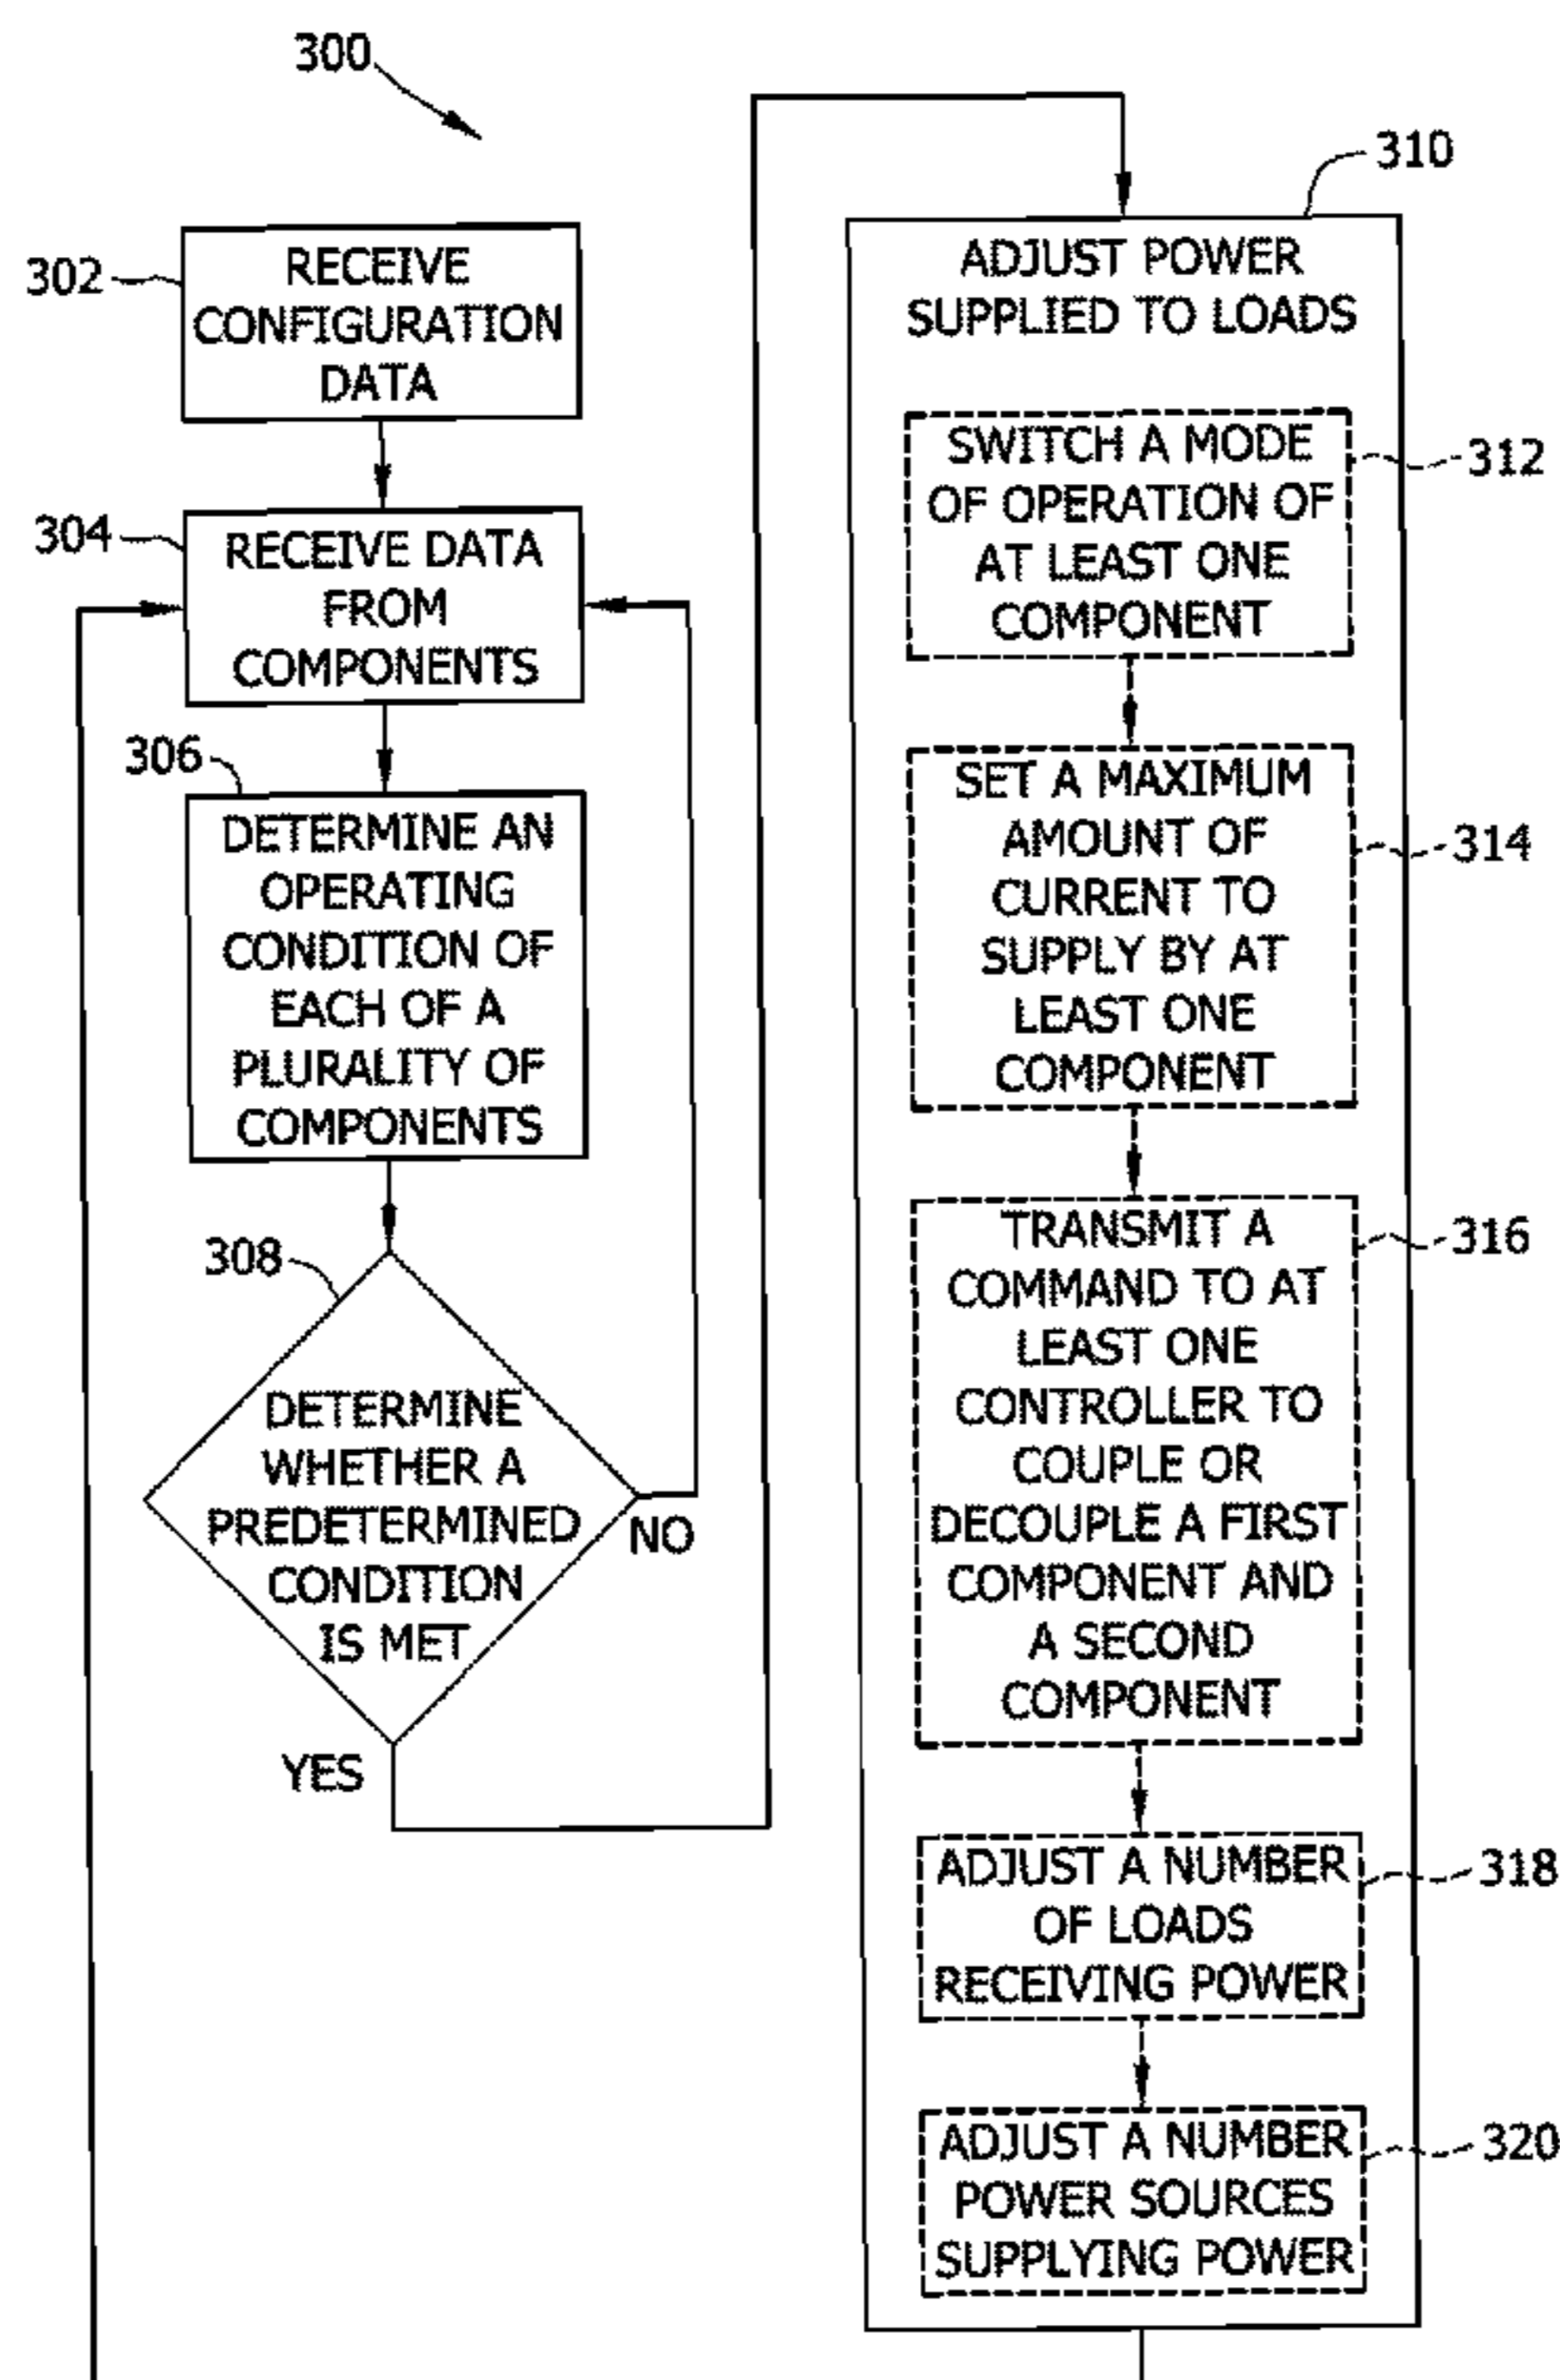 300
302
RECEIVE
CONFIGURATION
DATA
304
RECEIVE DATA
FROM
COMPONENTS
306
DETERMINE AN
OPERATING
CONDITION OF
EACH OF A
PLURALITY OF
COMPONENTS
308
DETERMINE
WHETHER A
PREDETERMINED
CONDITION
IS MET
NO
YES
310
ADJUST POWER
SUPPLIED TO LOADS
SWITCH A MODE
OF OPERATION OF
AT LEAST ONE
COMPONENT
312
SET A MAXIMUM
AMOUNT OF
CURRENT TO
SUPPLY BY AT
LEAST ONE
COMPONENT
314
TRANSMIT A
COMMAND TO AT
LEAST ONE
CONTROLLER TO
COUPLE OR
DECOUPLE A FIRST
COMPONENT AND
A SECOND
COMPONENT
316
ADJUST A NUMBER
OF LOADS
RECEIVING POWER
318
ADJUST A NUMBER
POWER SOURCES
SUPPLYING POWER
320